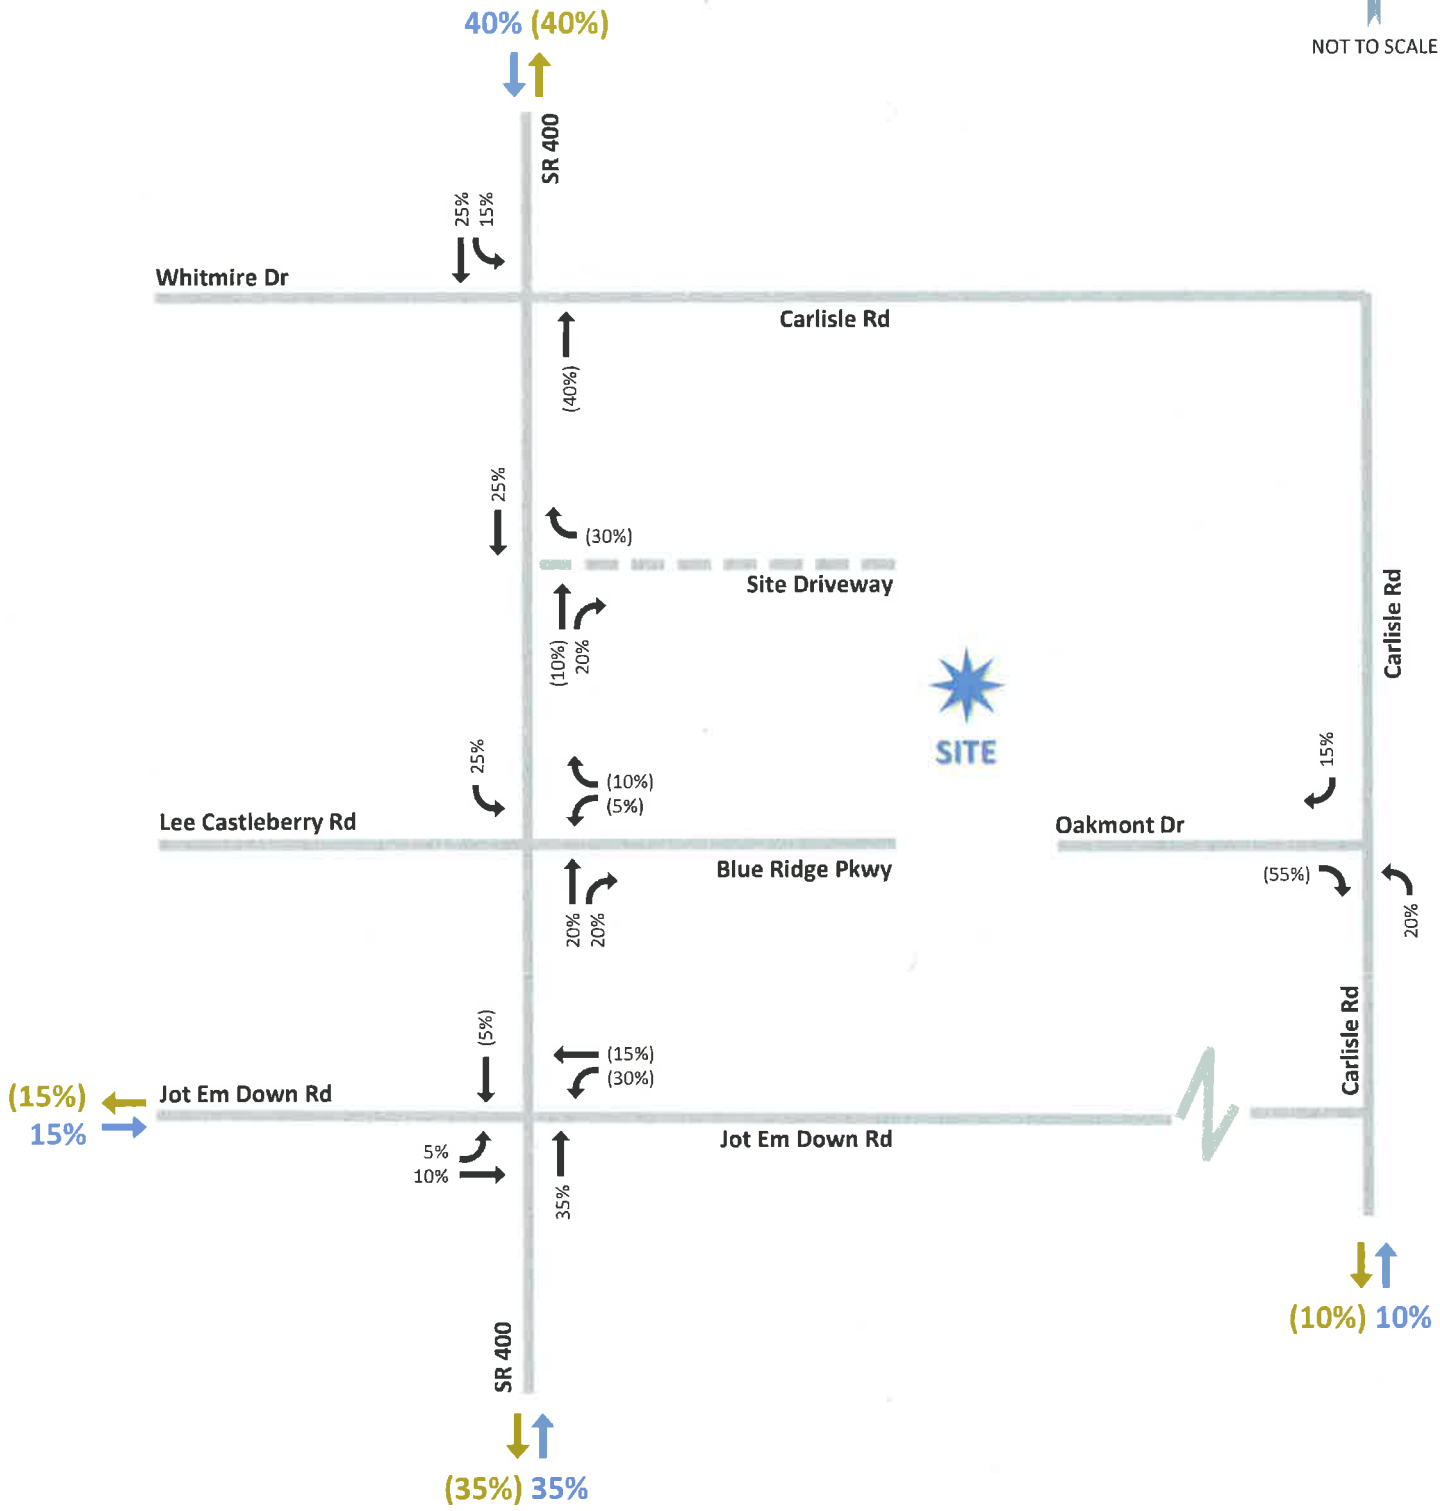 40% (40%)
NOT TO SCALE
SR 400
25%
15%
Whitmire Dr
Carlisle Rd
(40%)
25%
(30%)
Site Driveway
(10%)
20%
Carlisle Rd
SITE
25%
(10%)
(5%)
15%
Lee Castleberry Rd
Oakmont Dr
Blue Ridge Pkwy
(55%)
20%
20%
20%
Carlisle Rd
(5%)
(15%)
(30%)
(15%)
Jot Em Down Rd
15%
Jot Em Down Rd
5%
10%
35%
(10%) 10%
SR 400
(35%) 35%